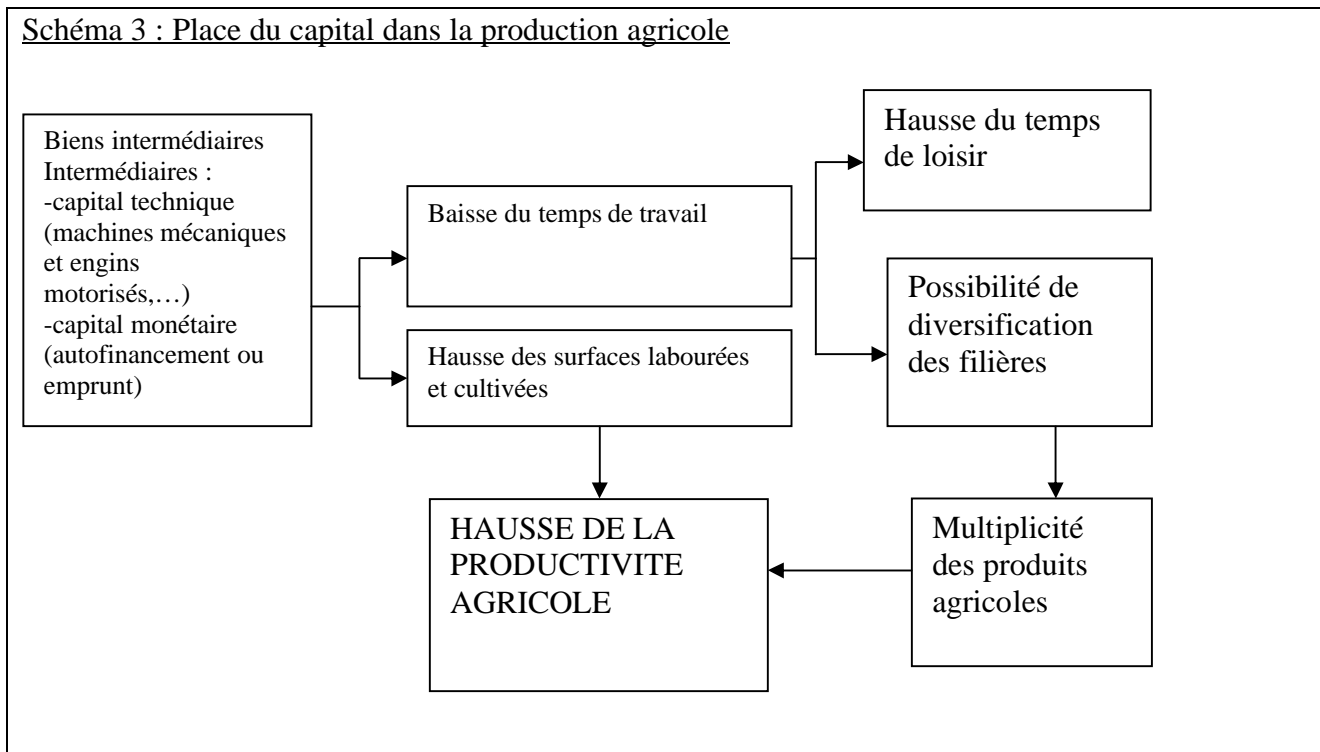 Schéma 3 : Place du capital dans la production agricole
Biens intermédiaires
Intermédiaires :
-capital technique
(machines mécaniques
et engins
motorisés,…)
-capital monétaire
(autofinancement ou
emprunt)
Baisse du temps de travail
Hausse des surfaces labourées
et cultivées
Hausse du temps
de loisir
Possibilité de
diversification
des filières
HAUSSE DE LA
PRODUCTIVITE
AGRICOLE
Multiplicité
des produits
agricoles